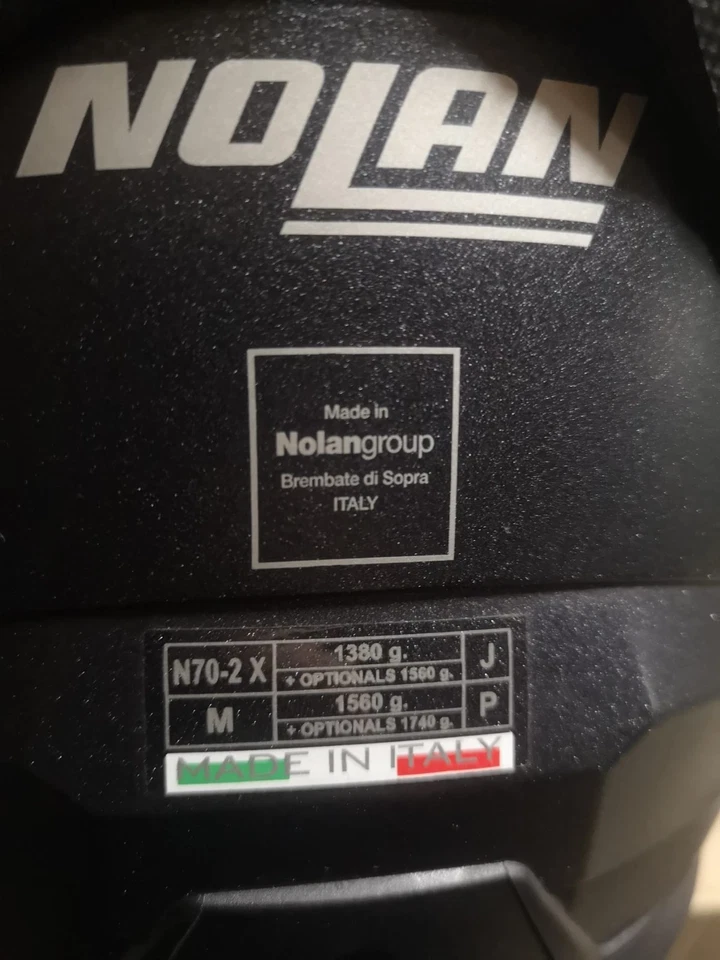 NOLAN
Made in
Nolangroup
Brembate di Sopra
ITALY
N70-2 X
1380 g.
+ OPTIONALS 1560 g.
J
M
1560 g.
+ OPTIONALS 1740 g.
P
MADE IN ITALY